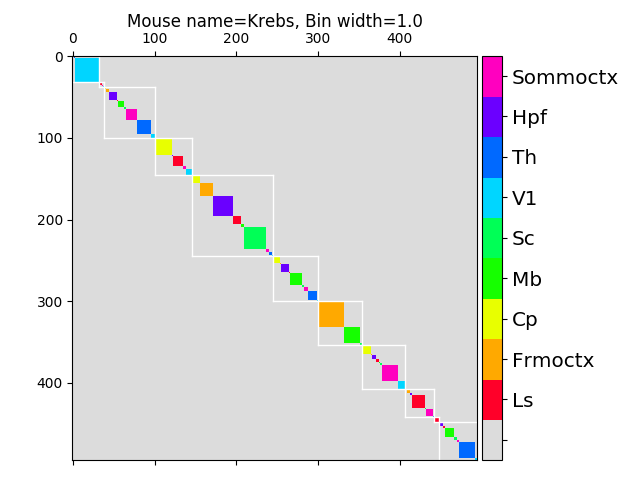 Mouse name=Krebs, Bin width=1.0
0 100 200 300 400
0
100
200
300
400
Sommoctx
Hpf
Th
V1
Sc
Mb
Cp
Frmoctx
Ls